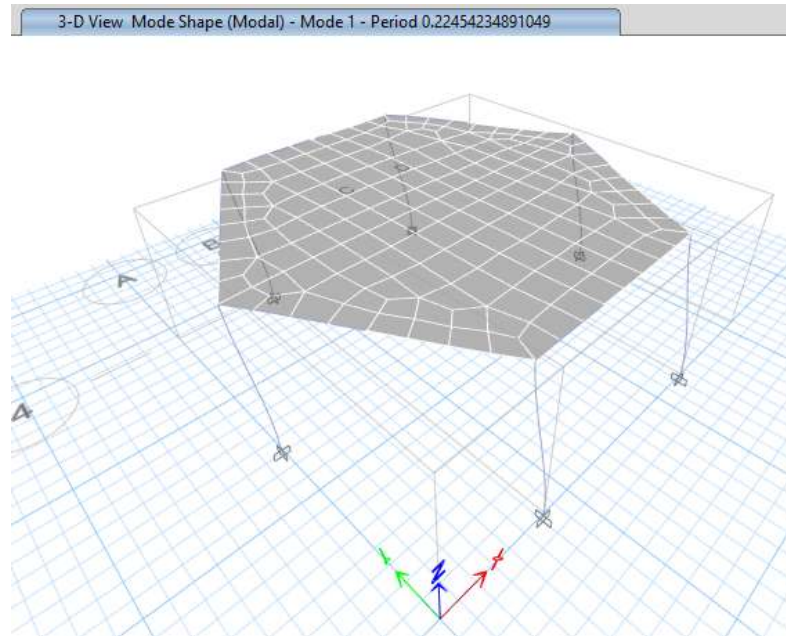 3-D View Mode Shape (Modal) - Mode 1 - Period 0.22454234891049
D
C
B
A
4
Y
Z
X